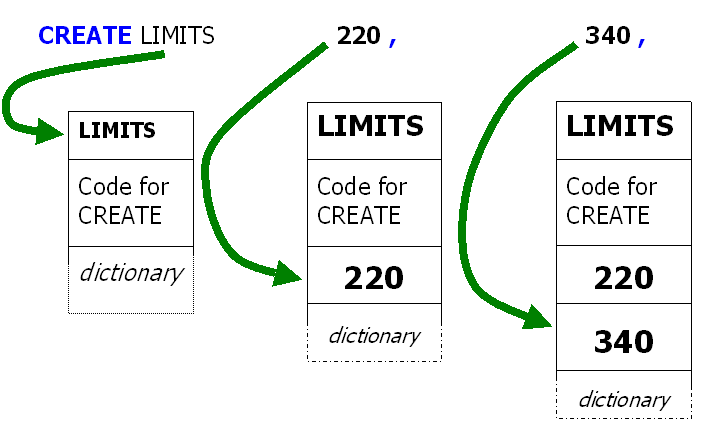 CREATE LIMITS
220 ,
340 ,
LIMITS
Code for
CREATE
dictionary
LIMITS
Code for
CREATE
220
dictionary
LIMITS
Code for
CREATE
220
340
dictionary